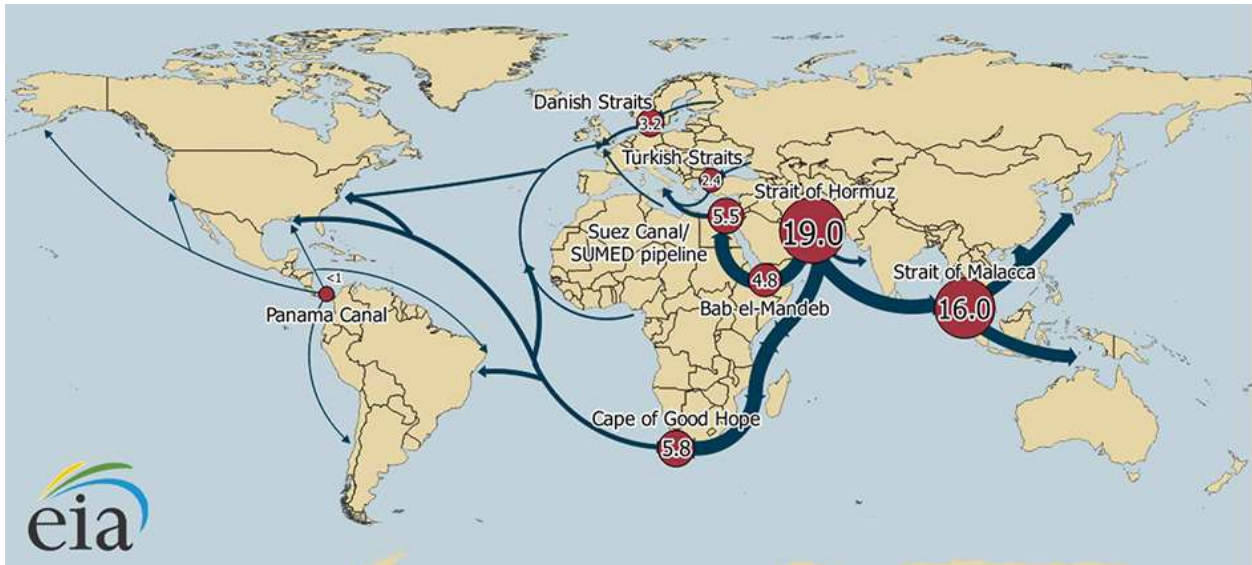 Danish Straits
3.2
Turkish Straits
2.4
Strait of Hormuz
19.0
5.5
Suez Canal/
SUMED pipeline
4.8
Bab el-Mandeb
Strait of Malacca
16.0
<1
Panama Canal
Cape of Good Hope
5.8
eia